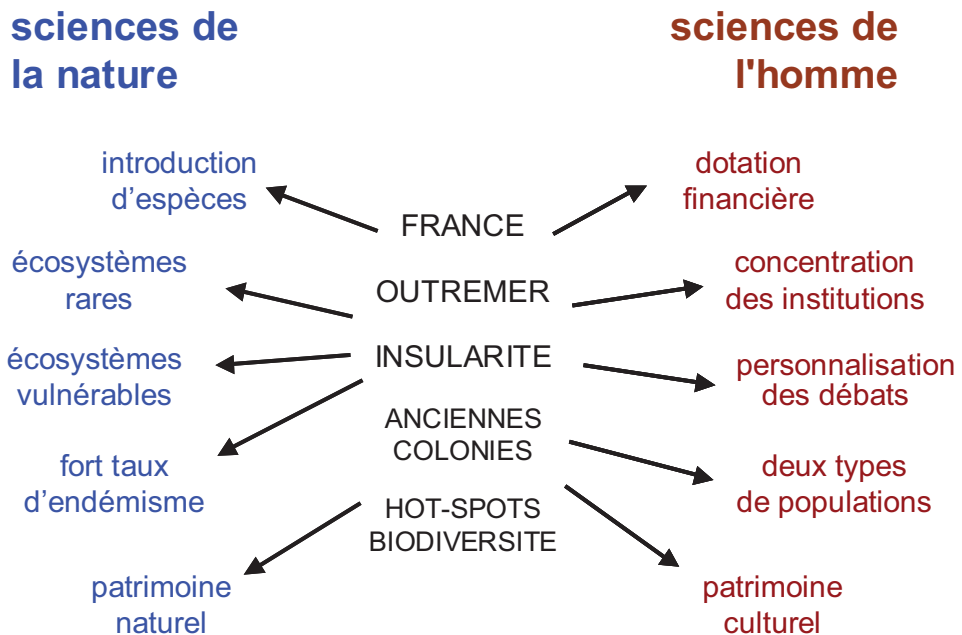 sciences de
la nature
sciences de
l'homme
introduction
d’espèces
dotation
financière
FRANCE
écosystèmes
rares
OUTREMER
concentration
des institutions
écosystèmes
vulnérables
INSULARITE
personnalisation
des débats
ANCIENNES
COLONIES
fort taux
d’endémisme
deux types
de populations
HOT-SPOTS
BIODIVERSITE
patrimoine
naturel
patrimoine
culturel